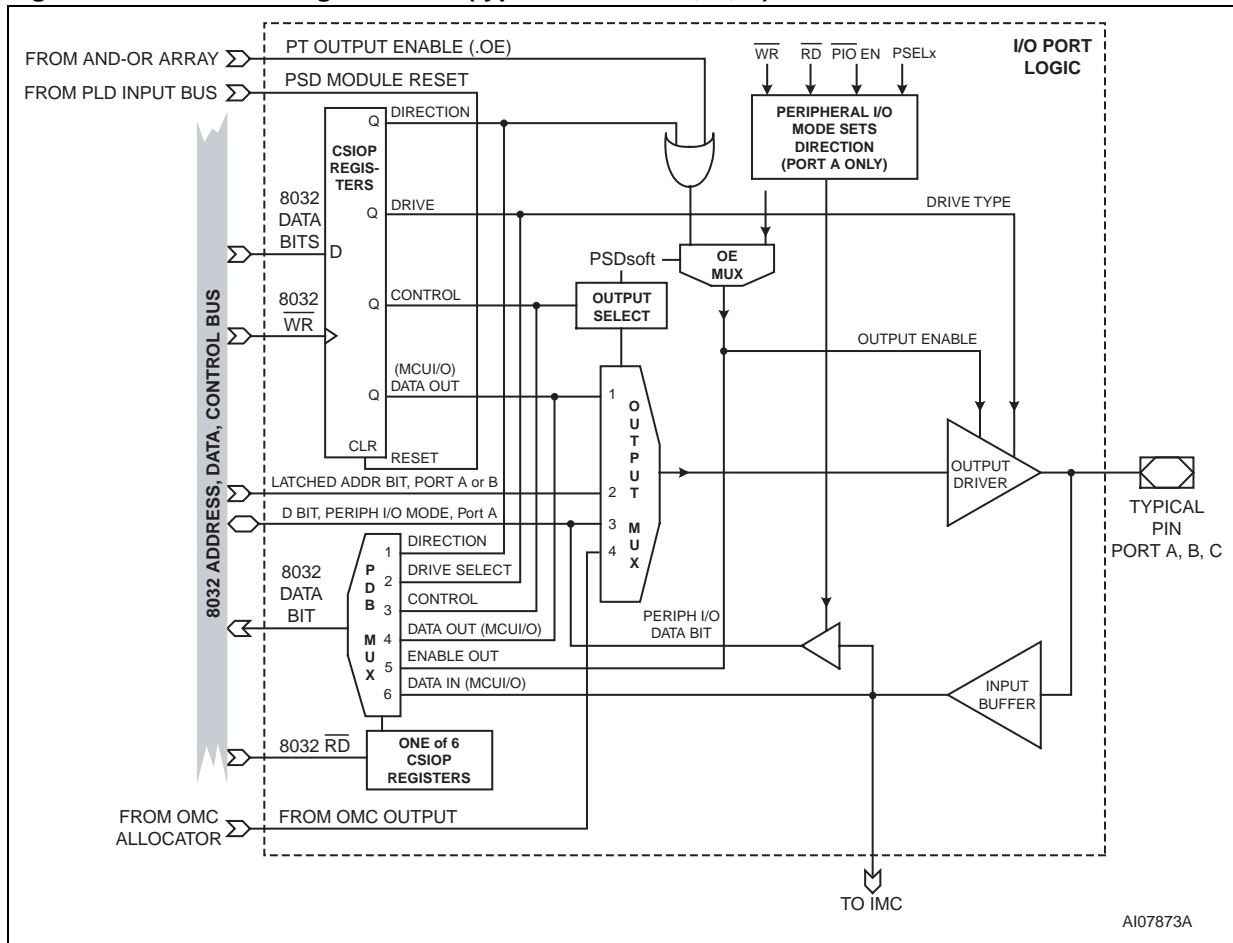 FROM AND-OR ARRAY
PT OUTPUT ENABLE (.OE)
FROM PLD INPUT BUS
PSD MODULE RESET
WR
RD
PIO EN
PSELx
I/O PORT
LOGIC
PERIPHERAL I/O
MODE SETS
DIRECTION
(PORT A ONLY)
8032 ADDRESS, DATA, CONTROL BUS
8032
DATA
BITS
8032
WR
CSIOP
REGIS-
TERS
Q
DIRECTION
Q
DRIVE
D
Q
CONTROL
(MCUI/O)
Q
DATA OUT
CLR
RESET
DRIVE TYPE
PSDsoft
OE
MUX
OUTPUT
SELECT
OUTPUT ENABLE
1
2
3
4
OUTPUT MUX
OUTPUT
DRIVER
TYPICAL
PIN
PORT A, B, C
LATCHED ADDR BIT, PORT A or B
D BIT, PERIPH I/O MODE, Port A
8032
DATA
BIT
PDB MUX
1
DIRECTION
2
DRIVE SELECT
3
CONTROL
4
DATA OUT (MCUI/O)
5
ENABLE OUT
6
DATA IN (MCUI/O)
PERIPH I/O
DATA BIT
INPUT
BUFFER
8032 RD
ONE of 6
CSIOP
REGISTERS
FROM OMC
ALLOCATOR
FROM OMC OUTPUT
TO IMC
AI07873A